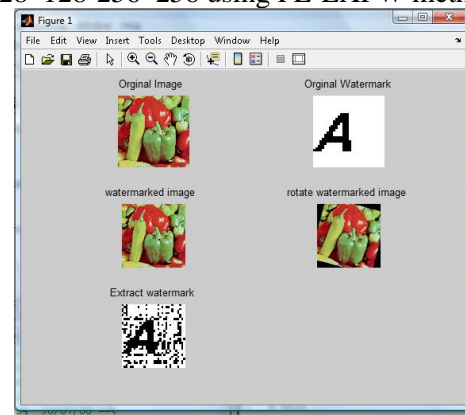 using
Figure 1
File Edit View Insert Tools Desktop Window Help
Orginal Image Orginal Watermark
A
watermarked image rotate watermarked image
Extract watermark
A